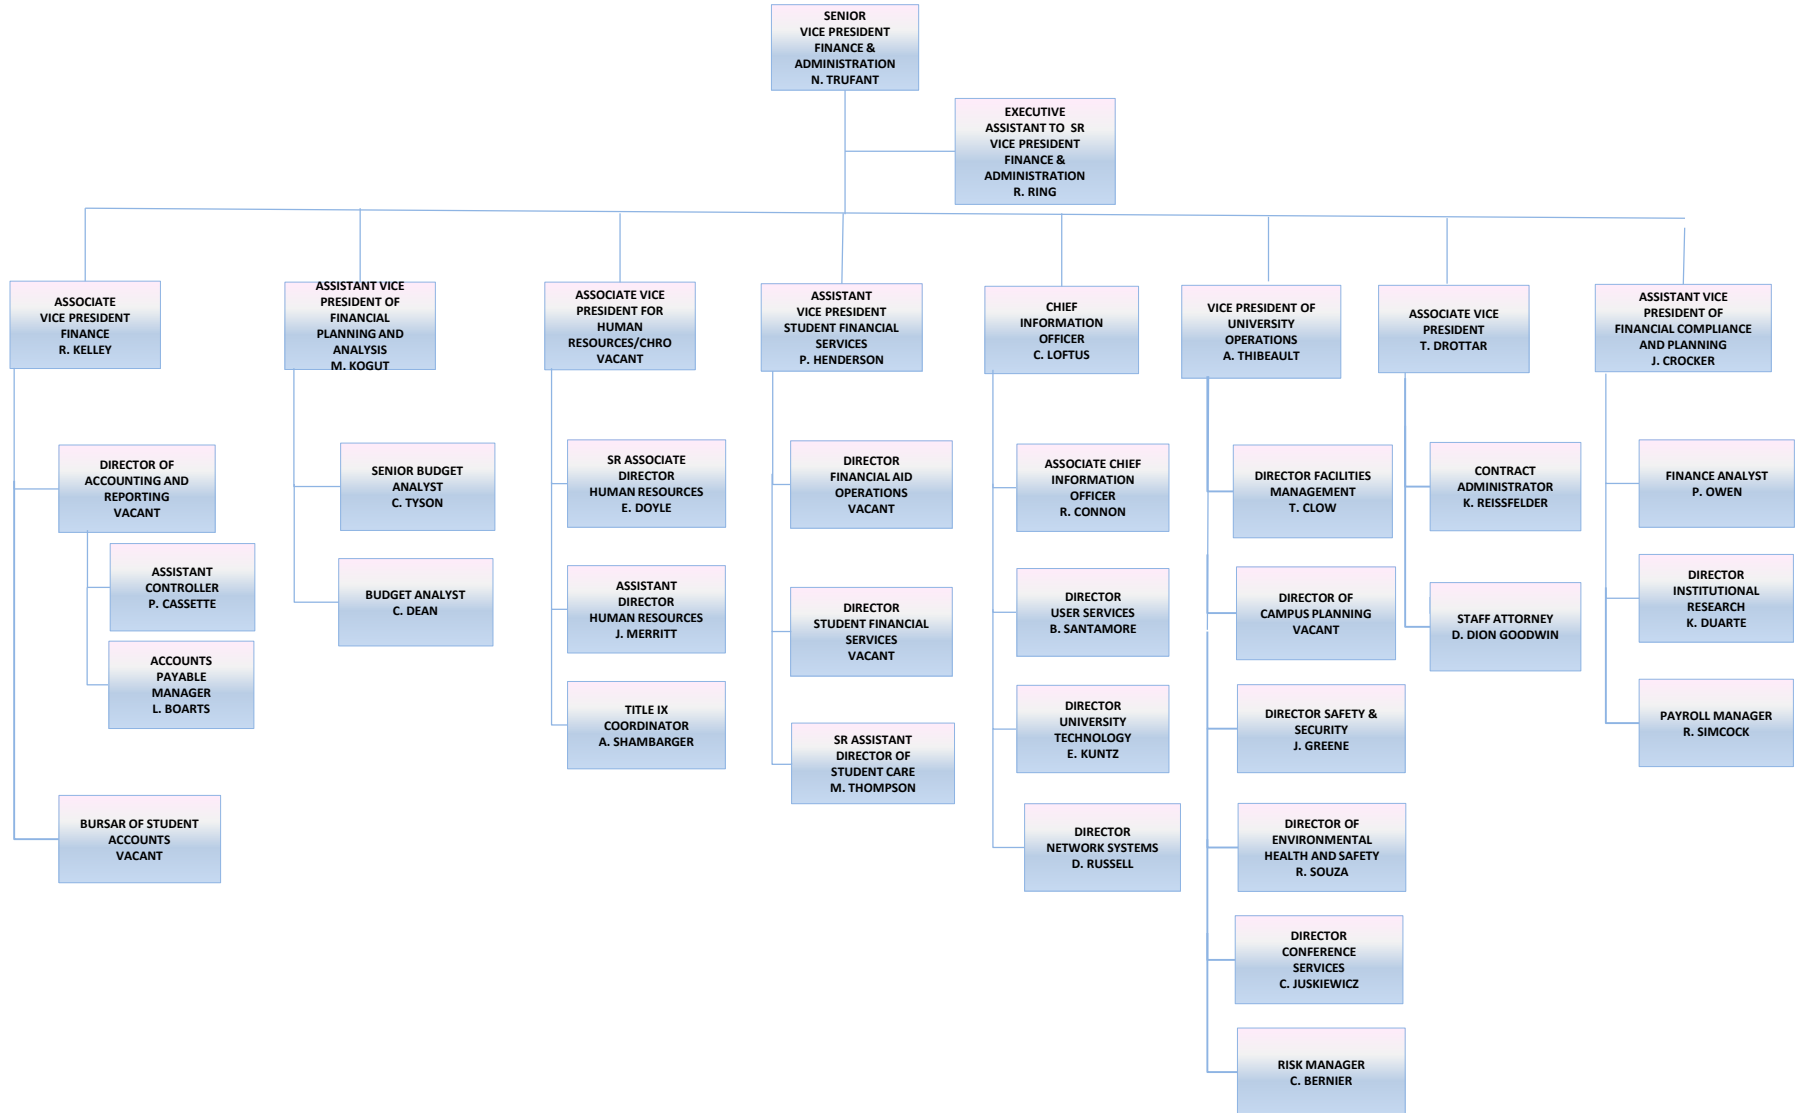 SENIOR
VICE PRESIDENT
FINANCE &
ADMINISTRATION
N. TRUFANT
EXECUTIVE
ASSISTANT TO SR
VICE PRESIDENT
FINANCE &
ADMINISTRATION
R. RING
ASSOCIATE
VICE PRESIDENT
FINANCE
R. KELLEY
ASSISTANT VICE
PRESIDENT OF
FINANCIAL
PLANNING AND
ANALYSIS
M. KOGUT
ASSOCIATE VICE
PRESIDENT FOR
HUMAN
RESOURCES/CHRO
VACANT
ASSISTANT
VICE PRESIDENT
STUDENT FINANCIAL
SERVICES
P. HENDERSON
CHIEF
INFORMATION
OFFICER
C. LOFTUS
VICE PRESIDENT OF
UNIVERSITY
OPERATIONS
A. THIBEAULT
ASSOCIATE VICE
PRESIDENT
T. DROTTAR
ASSISTANT VICE
PRESIDENT OF
FINANCIAL COMPLIANCE
AND PLANNING
J. CROCKER
DIRECTOR OF
ACCOUNTING AND
REPORTING
VACANT
ASSISTANT
CONTROLLER
P. CASSETTE
ACCOUNTS
PAYABLE
MANAGER
L. BOARTS
BURSAR OF STUDENT
ACCOUNTS
VACANT
SENIOR BUDGET
ANALYST
C. TYSON
BUDGET ANALYST
C. DEAN
SR ASSOCIATE
DIRECTOR
HUMAN RESOURCES
E. DOYLE
ASSISTANT
DIRECTOR
HUMAN RESOURCES
J. MERRITT
TITLE IX
COORDINATOR
A. SHAMBARGER
DIRECTOR
FINANCIAL AID
OPERATIONS
VACANT
DIRECTOR
STUDENT FINANCIAL
SERVICES
VACANT
SR ASSISTANT
DIRECTOR OF
STUDENT CARE
M. THOMPSON
ASSOCIATE CHIEF
INFORMATION
OFFICER
R. CONNON
DIRECTOR
USER SERVICES
B. SANTAMORE
DIRECTOR
UNIVERSITY
TECHNOLOGY
E. KUNTZ
DIRECTOR
NETWORK SYSTEMS
D. RUSSELL
DIRECTOR FACILITIES
MANAGEMENT
T. CLOW
DIRECTOR OF
CAMPUS PLANNING
VACANT
DIRECTOR SAFETY &
SECURITY
J. GREENE
DIRECTOR OF
ENVIRONMENTAL
HEALTH AND SAFETY
R. SOUZA
DIRECTOR
CONFERENCE
SERVICES
C. JUSKIEWICZ
RISK MANAGER
C. BERNIER
CONTRACT
ADMINISTRATOR
K. REISSFELDER
STAFF ATTORNEY
D. DION GOODWIN
FINANCE ANALYST
P. OWEN
DIRECTOR
INSTITUTIONAL
RESEARCH
K. DUARTE
PAYROLL MANAGER
R. SIMCOCK